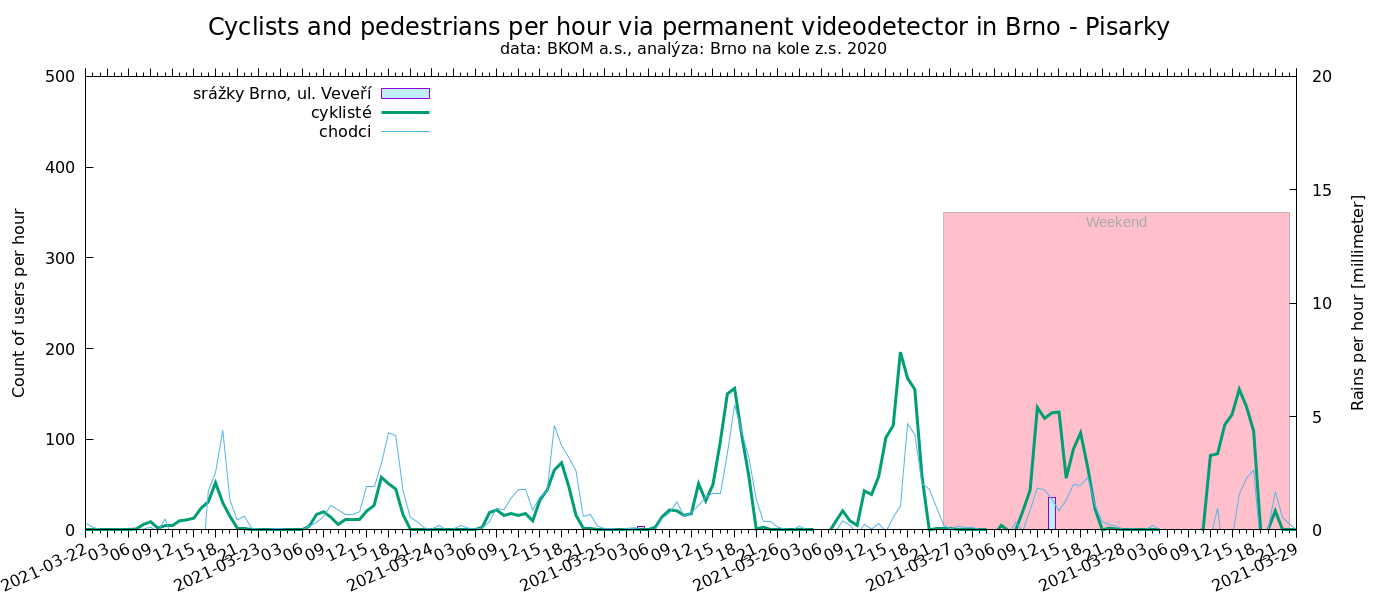 Cyclists and pedestrians per hour via permanent videodetector in Brno - Pisarky
data: BKOM a.s., analýza: Brno na kole z.s. 2020
Count of users per hour
500
400
300
200
100
0
srážky Brno, ul. Veveří
cyklisté
chodci
Weekend
20
15
10
5
0
Rains per hour [millimeter]
2021-03-22 03 06 09 12 15 18 21 2021-03-23 03 06 09 12 15 18 21 2021-03-24 03 06 09 12 15 18 21 2021-03-25 03 06 09 12 15 18 21 2021-03-26 03 06 09 12 15 18 21 2021-03-27 03 06 09 12 15 18 21 2021-03-28 03 06 09 12 15 18 21 2021-03-29